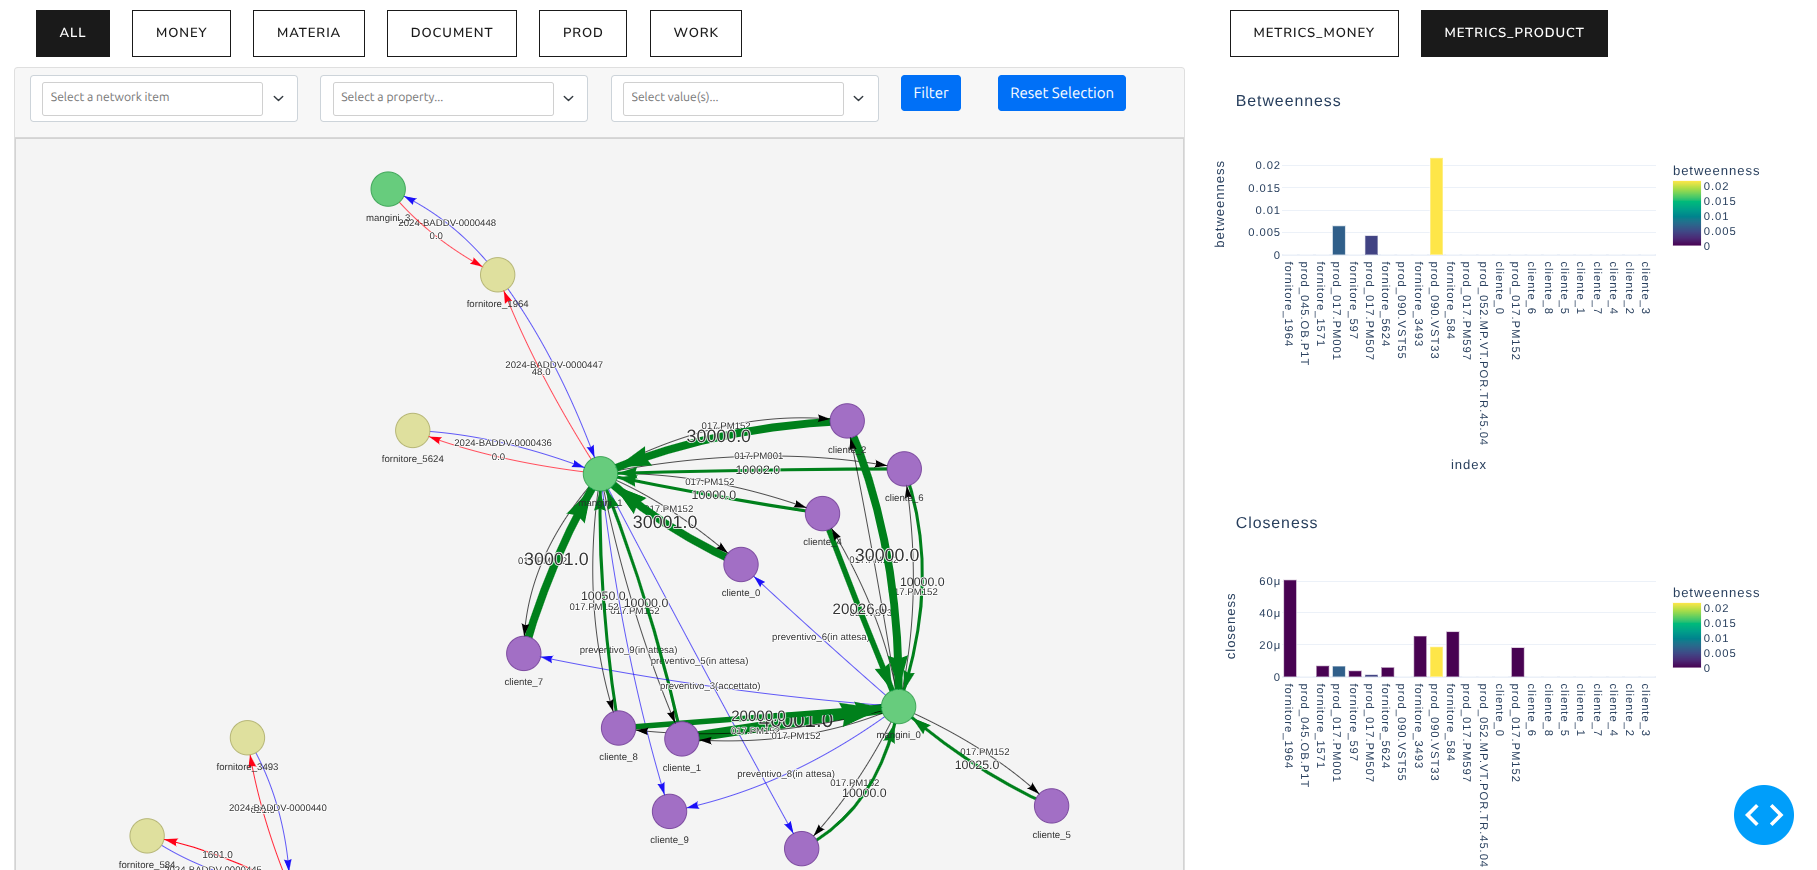 ALL
MONEY
MATERIA
DOCUMENT
PROD
WORK
METRICS_MONEY
METRICS_PRODUCT
Select a network item
Select a property...
Select value(s)...
Filter
Reset Selection
mangini_3
2024-BADDV-0000448
0.0
fornitore_1964
2024-BADDV-0000447
48.0
fornitore_5624
2024-BADDV-0000436
0.0
mangini_1
017.PM152
30000.0
cliente_2
017.PM001
10002.0
cliente_6
017.PM152
10000.0
cliente_4
017.PM152
30001.0
cliente_0
30001.0
30000.0
10000.0
017.PM152
20026.0
10050.0
10000.0
017.PM152
017.PM152
preventivo_6(in attesa)
preventivo_9(in attesa)
preventivo_5(in attesa)
preventivo_3(accettato)
cliente_7
20000.0
017.PM152
017.PM152
cliente_8
cliente_1
mangini_0
017.PM152
10025.0
preventivo_8(in attesa)
017.PM152
10000.0
cliente_9
cliente_5
fornitore_3493
2024-BADDV-0000440
fornitore_584
1601.0
2024-BADDV-0000445
Betweenness
betweenness
0.02
0.015
0.01
0.005
0
fornitore_1964
prod_045.OB.P1T
fornitore_1571
prod_017.PM001
fornitore_597
prod_017.PM507
fornitore_5624
prod_090.VST55
fornitore_3493
prod_090.VST33
fornitore_584
prod_017.PM597
prod_052.MP.VT.POR.TR.45.04
cliente_0
prod_017.PM152
cliente_6
cliente_8
cliente_5
cliente_1
cliente_7
cliente_4
cliente_2
cliente_3
index
betweenness
0.02
0.015
0.01
0.005
0
Closeness
closeness
60μ
40μ
20μ
0
fornitore_1964
prod_045.OB.P1T
fornitore_1571
prod_017.PM001
fornitore_597
prod_017.PM507
fornitore_5624
prod_090.VST55
fornitore_3493
prod_090.VST33
fornitore_584
prod_017.PM597
prod_052.MP.VT.POR.TR.45.04
cliente_0
prod_017.PM152
cliente_6
cliente_8
cliente_5
cliente_1
cliente_7
cliente_4
cliente_2
cliente_3
betweenness
0.02
0.015
0.01
0.005
0